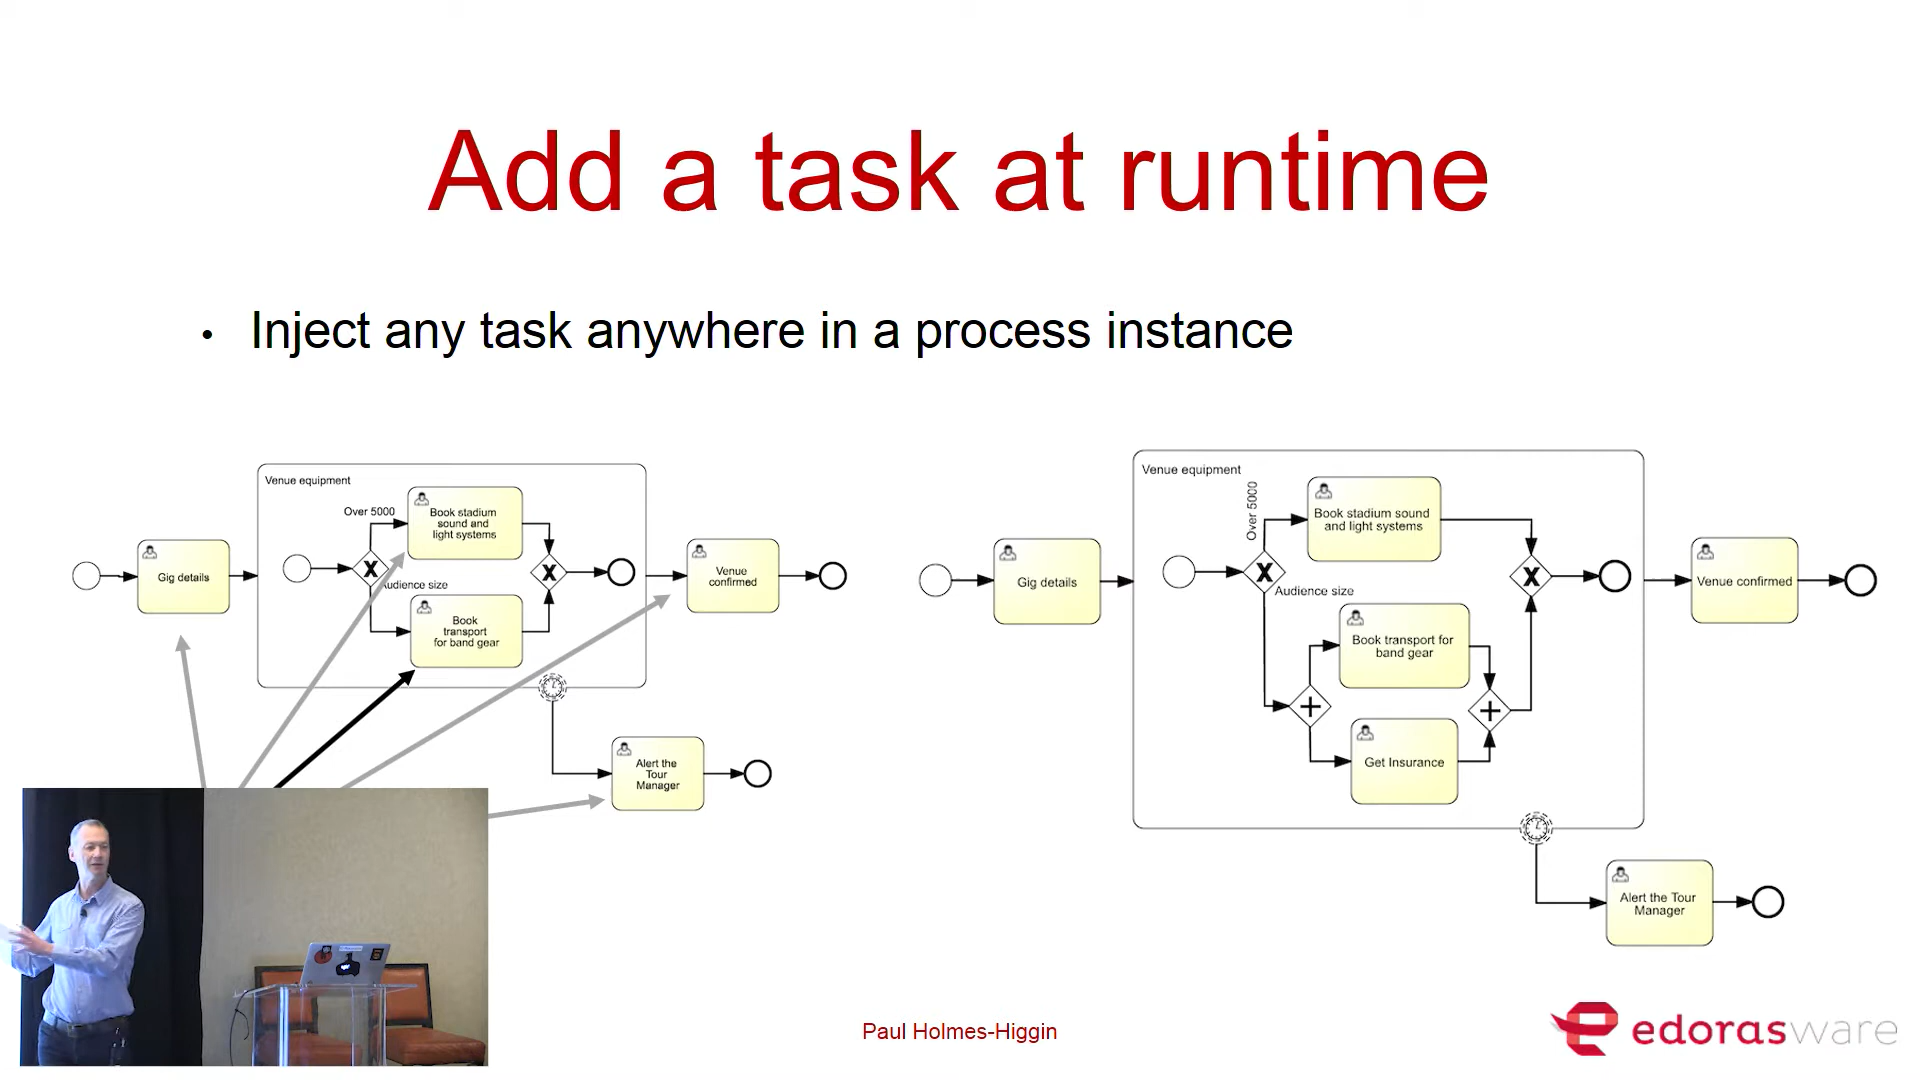 Add a task at runtime
• Inject any task anywhere in a process instance
Venue equipment
Over 5000
Book stadium
sound and
light systems
Gig details
X
Audience size
X
Book
transport
for band gear
Venue
confirmed
Alert the
Tour
Manager
Venue equipment
Over 5000
Book stadium sound
and light systems
Gig details
X
Audience size
X
Book transport for
band gear
Get Insurance
Venue confirmed
Alert the Tour
Manager
Paul Holmes-Higgin
edorasware